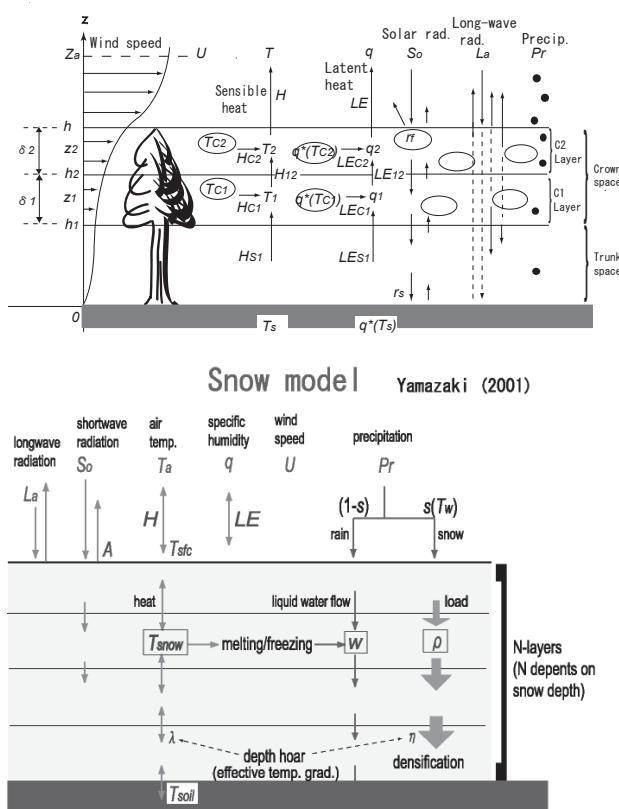 z
Solar rad.
Long-wave rad.
Precip.
Za
Wind speed
U
T
q
So
La
Pr
Sensible heat
H
Latent heat
LE
h
δ2
z2
TC2
T2
HC2
q*(TC2)
q2
LEC2
rf
C2 Layer
h2
H12
LE12
Crown space
δ1
z1
TC1
T1
HC1
q*(TC1)
q1
LEC1
C1 Layer
h1
HS1
LES1
Trunk space
rs
0
Ts
q*(Ts)
Snow model Yamazaki (2001)
longwave radiation
shortwave radiation
air temp.
specific humidity
wind speed
precipitation
La
So
Ta
q
U
Pr
(1-s)
s(Tw)
H
LE
rain
snow
A
Tsfc
heat
liquid water flow
load
Tsnow
melting/freezing
w
ρ
N-layers
(N depents on
snow depth)
λ
η
depth hoar
(effective temp. grad.)
densification
Tsoil